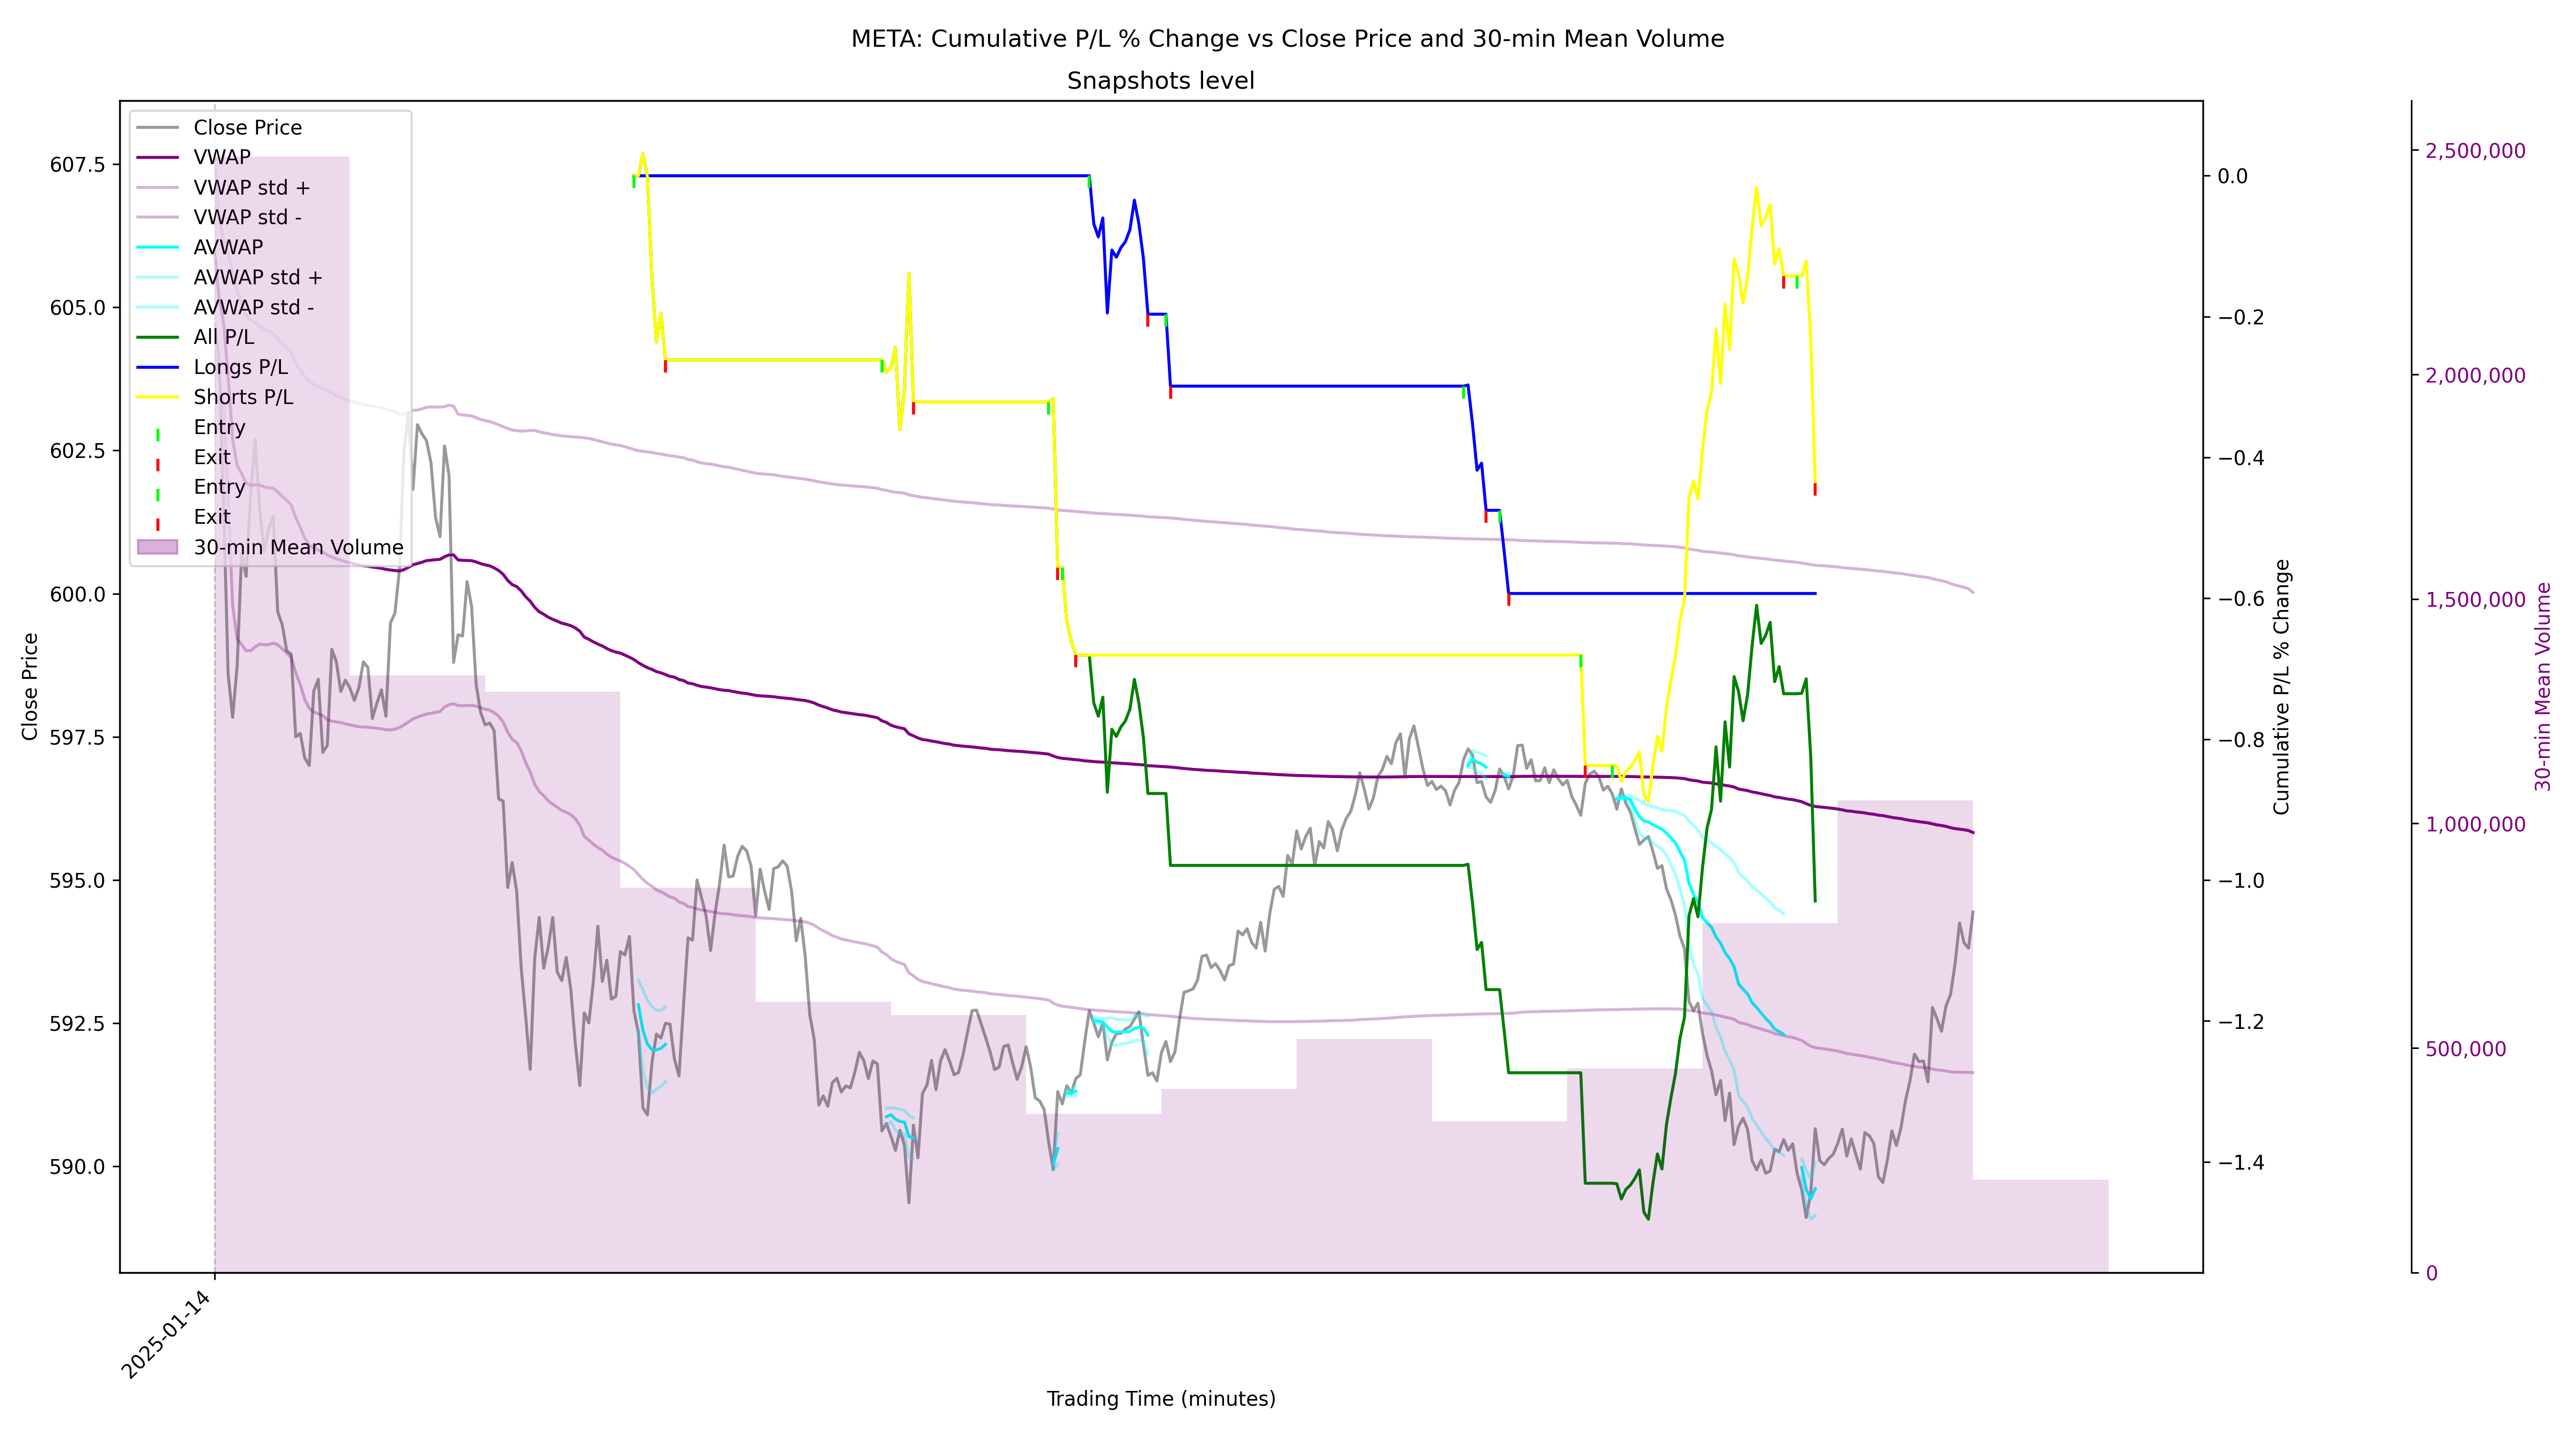 META: Cumulative P/L % Change vs Close Price and 30-min Mean Volume
Snapshots level
Close Price
VWAP
VWAP std +
VWAP std -
AVWAP
AVWAP std +
AVWAP std -
All P/L
Longs P/L
Shorts P/L
Entry
Exit
Entry
Exit
30-min Mean Volume
Close Price
607.5
605.0
602.5
600.0
597.5
595.0
592.5
590.0
0.0
−0.2
−0.4
−0.6
−0.8
−1.0
−1.2
−1.4
Cumulative P/L % Change
2,500,000
2,000,000
1,500,000
1,000,000
500,000
0
30-min Mean Volume
2025-01-14
Trading Time (minutes)